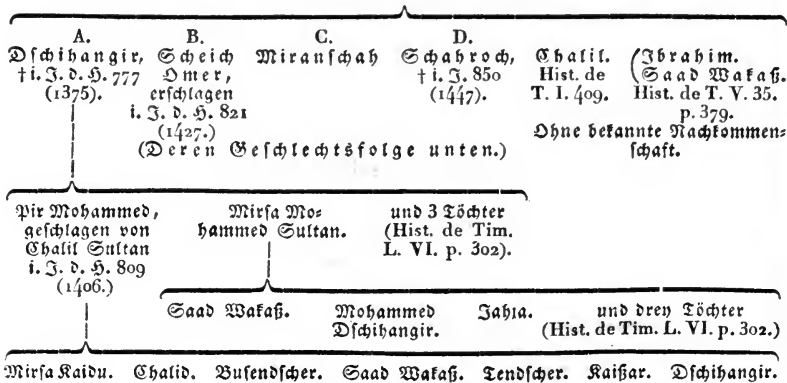 A.
Dschihangir,
† i. J. d. H. 777
(1375).
B.
Scheich
Omer,
erschlagen
i. J. d. H. 821
(1427.)
C.
Miranschah
D.
Schahroch,
† i. J. 850
(1447).
Chalil.
Hist. de
T. I. 409.
(Ibrahim.
(Saad Wakaß.
Hist. de T. V. 35.
p. 379.
Ohne bekannte Nachkommen-
schaft.
(Deren Geschlechtsfolge unten.)
Pir Mohammed,
geschlagen von
Chalil Sultan
i. J. d. H. 809
(1406.)
Mirsa Mo-
hammed Sultan.
und 3 Töchter
(Hist. de Tim.
L. VI. p. 302).
Saad Wakaß.
Mohammed
Dschihangir.
Jahia.
und drey Töchter
(Hist. de Tim. L. VI. p. 302.)
Mirsa Kaidu. Chalid. Busendscher. Saad Wakaß. Tendscher. Kaißar. Dschihangir.